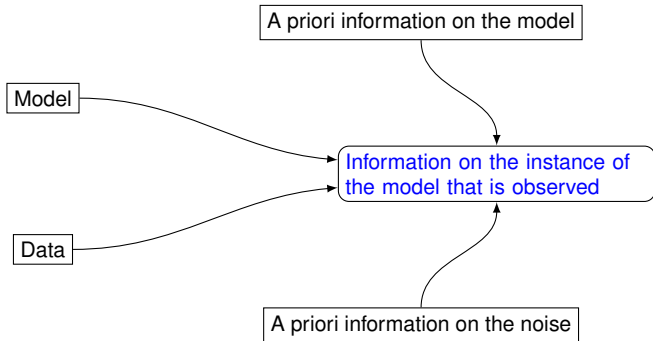 A priori information on the model
Model
Information on the instance of
the model that is observed
Data
A priori information on the noise